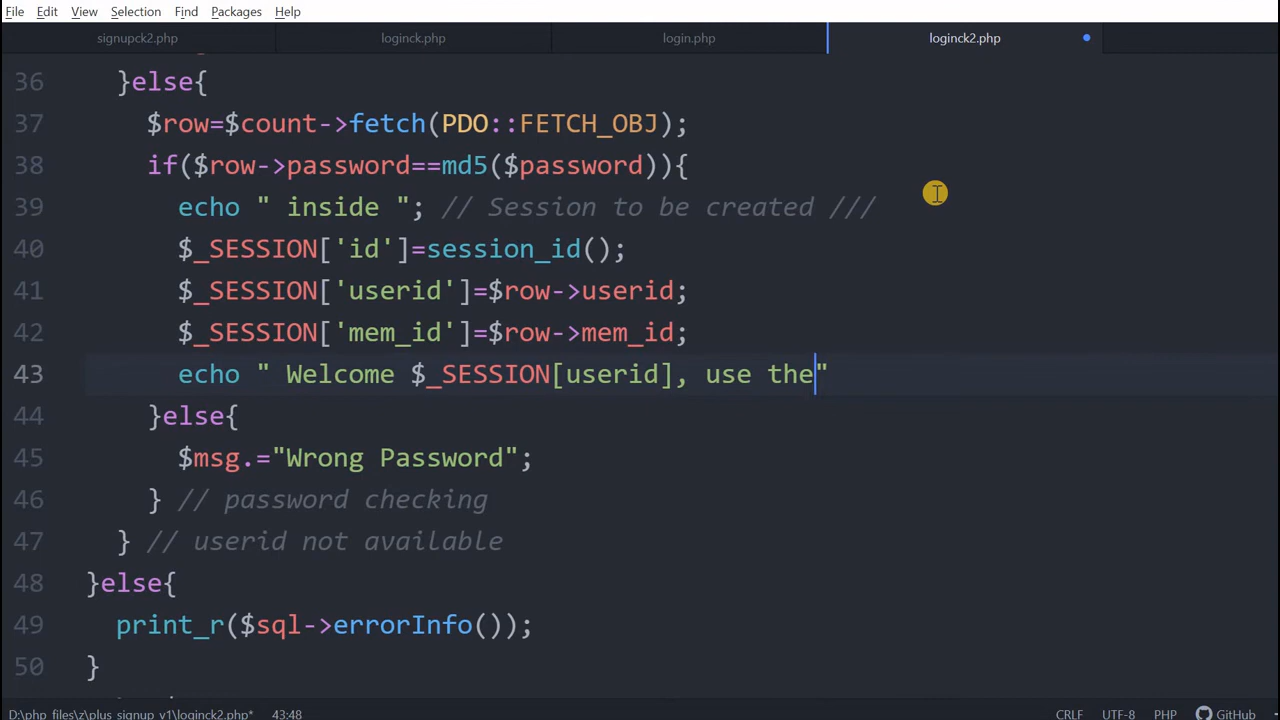 File Edit View Selection Find Packages Help
signupck2.php loginck.php login.php loginck2.php
36 }else{
37 $row=$count->fetch(PDO::FETCH_OBJ);
38 if($row->password==md5($password)){
39 echo " inside "; // Session to be created ///
40 $_SESSION['id']=session_id();
41 $_SESSION['userid']=$row->userid;
42 $_SESSION['mem_id']=$row->mem_id;
43 echo " Welcome $_SESSION[userid], use the"
44 }else{
45 $msg.="Wrong Password";
46 } // password checking
47 } // userid not available
48 }else{
49 print_r($sql->errorInfo());
50 }
D:\php_files\z\plus_signup_v1\loginck2.php* 43:48 CRLF UTF-8 PHP GitHub